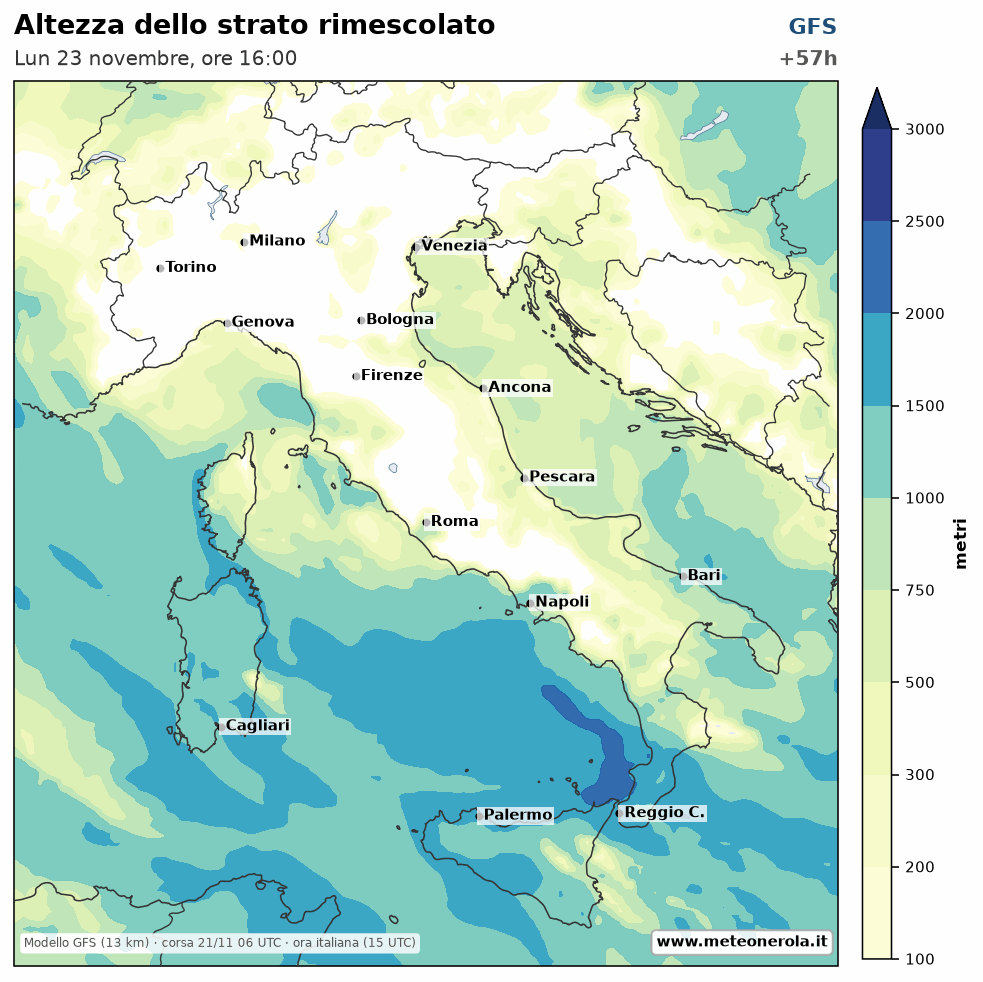 Altezza dello strato rimescolato
GFS
Lun 23 novembre, ore 16:00
+57h
3000
2500
2000
1500
1000
750
500
300
200
100
metri
Milano
Venezia
Torino
Genova
Bologna
Firenze
Ancona
Pescara
Roma
Bari
Napoli
Cagliari
Palermo
Reggio C.
Modello GFS (13 km) · corsa 21/11 06 UTC · ora italiana (15 UTC)
www.meteonerola.it